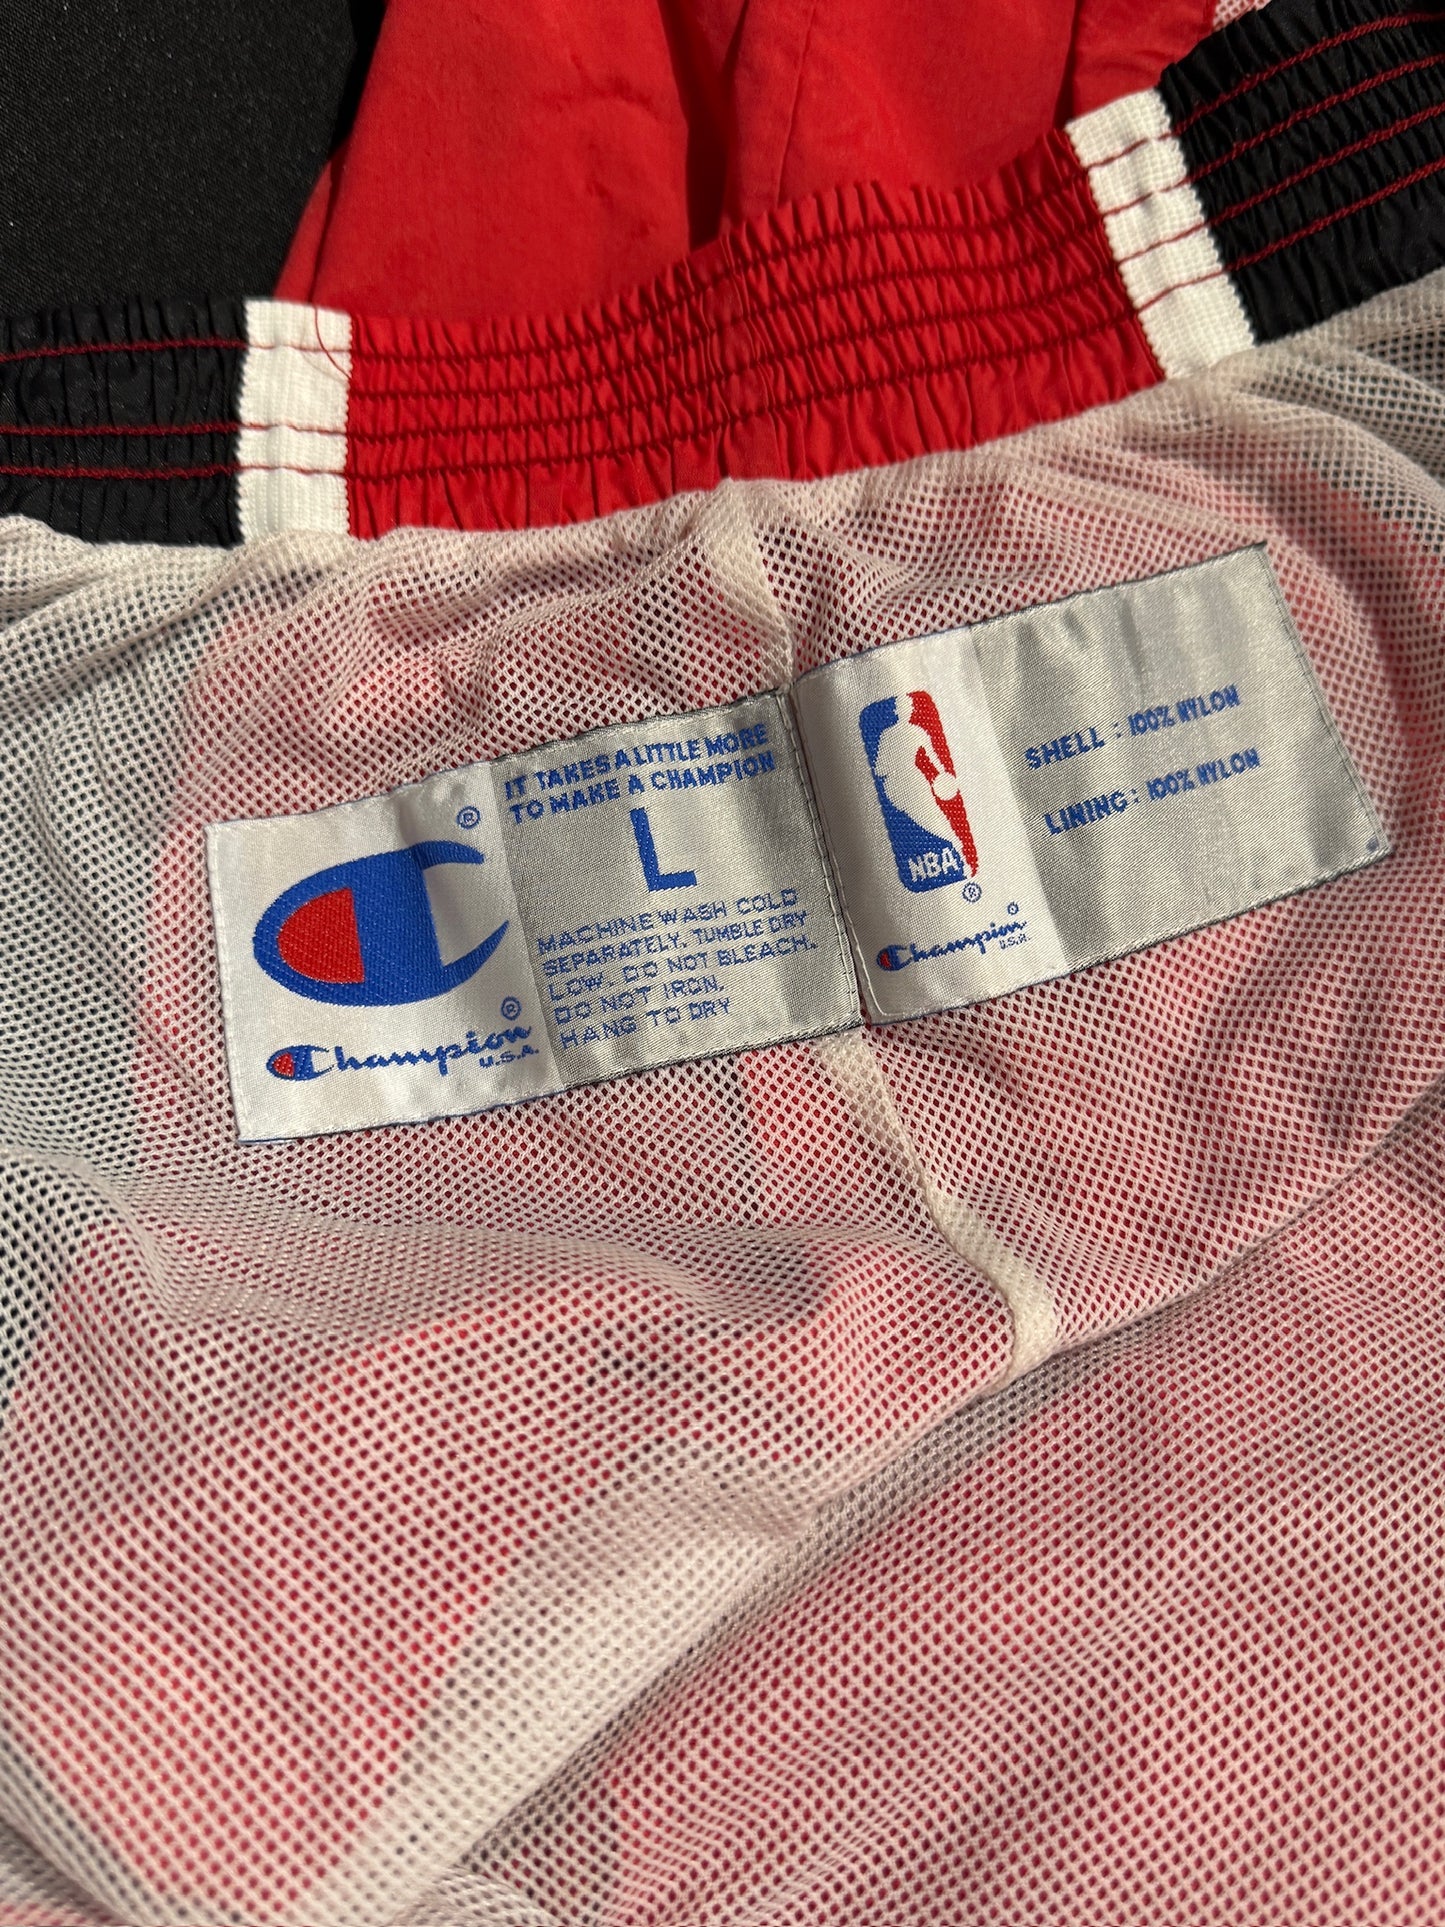 IT TAKES A LITTLE MORE
TO MAKE A CHAMPION
L
MACHINE WASH COLD
SEPARATELY. TUMBLE DRY
LOW. DO NOT BLEACH.
DO NOT IRON.
HANG TO DRY
®
Champion®
U.S.A.
NBA
®
Champion®
U.S.A.
SHELL : 100% NYLON
LINING : 100% NYLON